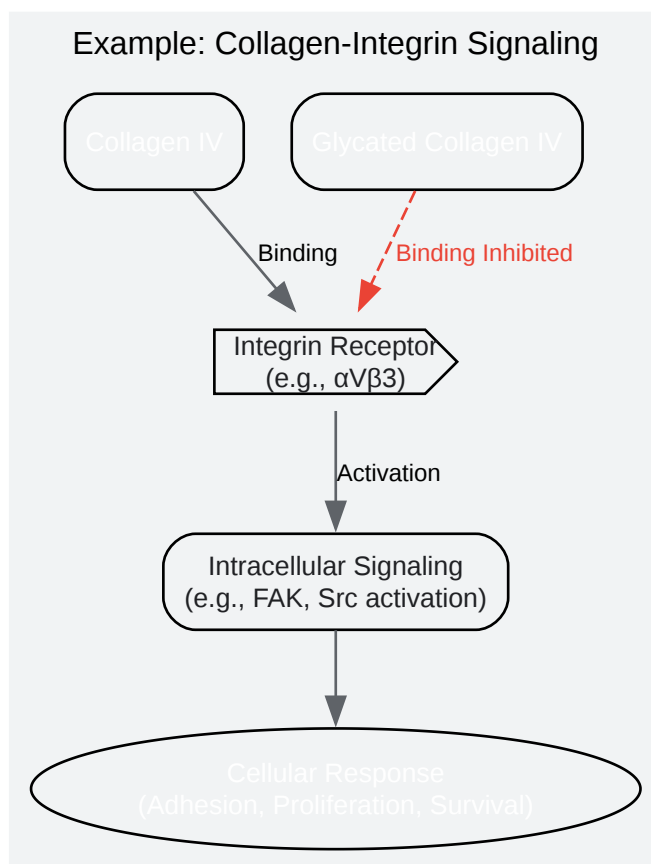 Example: Collagen-Integrin Signaling
Collagen IV
Glycated Collagen IV
Binding
Binding Inhibited
Integrin Receptor
(e.g., αVβ3)
Activation
Intracellular Signaling
(e.g., FAK, Src activation)
Cellular Response
(Adhesion, Proliferation, Survival)